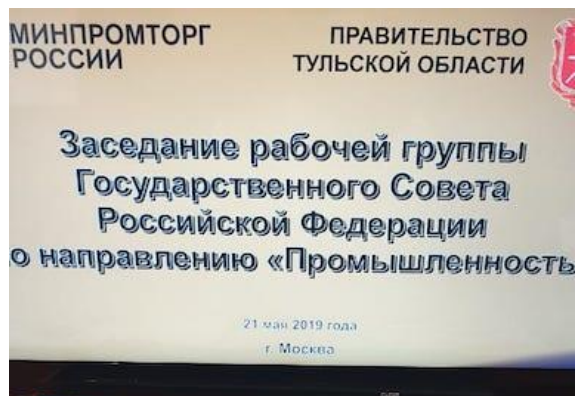 МИНПРОМТОРГ
РОССИИ
ПРАВИТЕЛЬСТВО
ТУЛЬСКОЙ ОБЛАСТИ
Заседание рабочей группы
Государственного Совета
Российской Федерации
о направлению «Промышленность
21 мая 2019 года
г. Москва